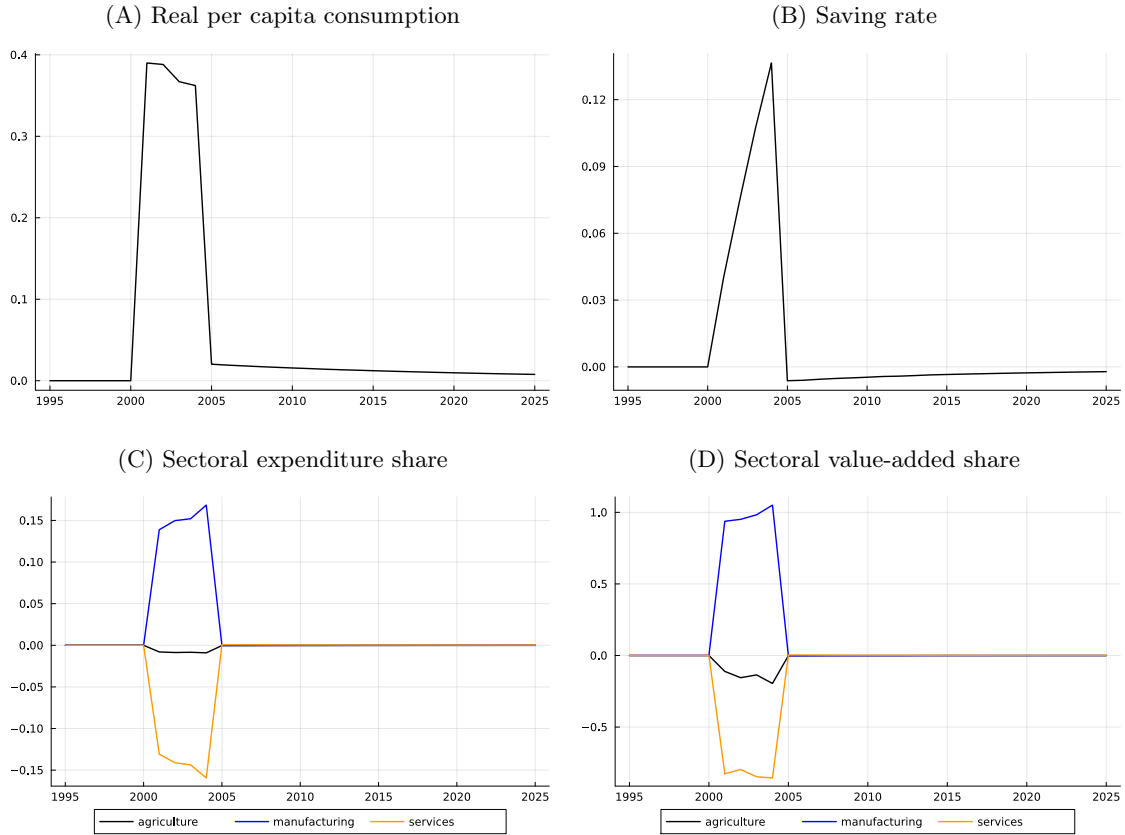 (A) Real per capita consumption
0.4
0.3
0.2
0.1
0.0
1995 2000 2005 2010 2015 2020 2025
(B) Saving rate
0.12
0.09
0.06
0.03
0.00
1995 2000 2005 2010 2015 2020 2025
(C) Sectoral expenditure share
0.15
0.10
0.05
0.00
−0.05
−0.10
−0.15
1995 2000 2005 2010 2015 2020 2025
agriculture manufacturing services
(D) Sectoral value-added share
1.0
0.5
0.0
−0.5
1995 2000 2005 2010 2015 2020 2025
agriculture manufacturing services